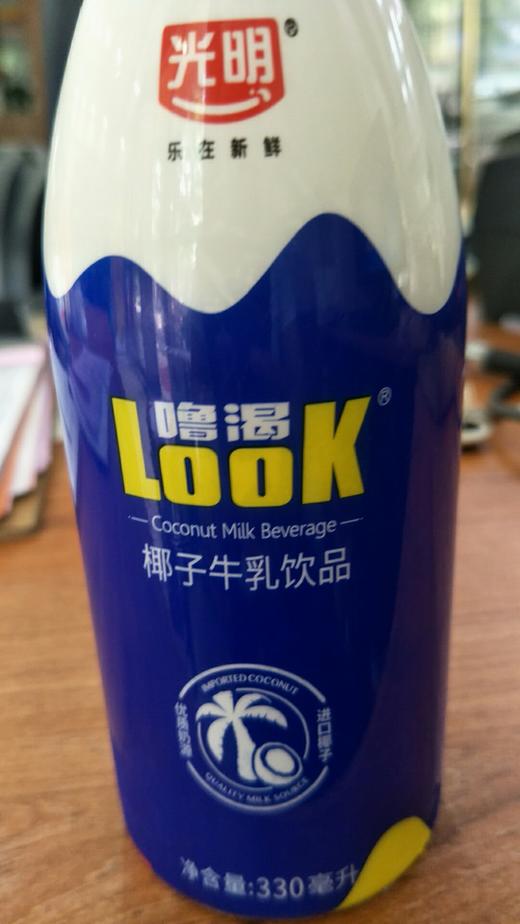 光明®
乐在新鲜
噜渴
LOOK®
Coconut Milk Beverage
椰子牛乳饮品
IMPORTED COCONUT
优质奶源
进口椰子
QUALITY MILK SOURCE
净含量:330毫升